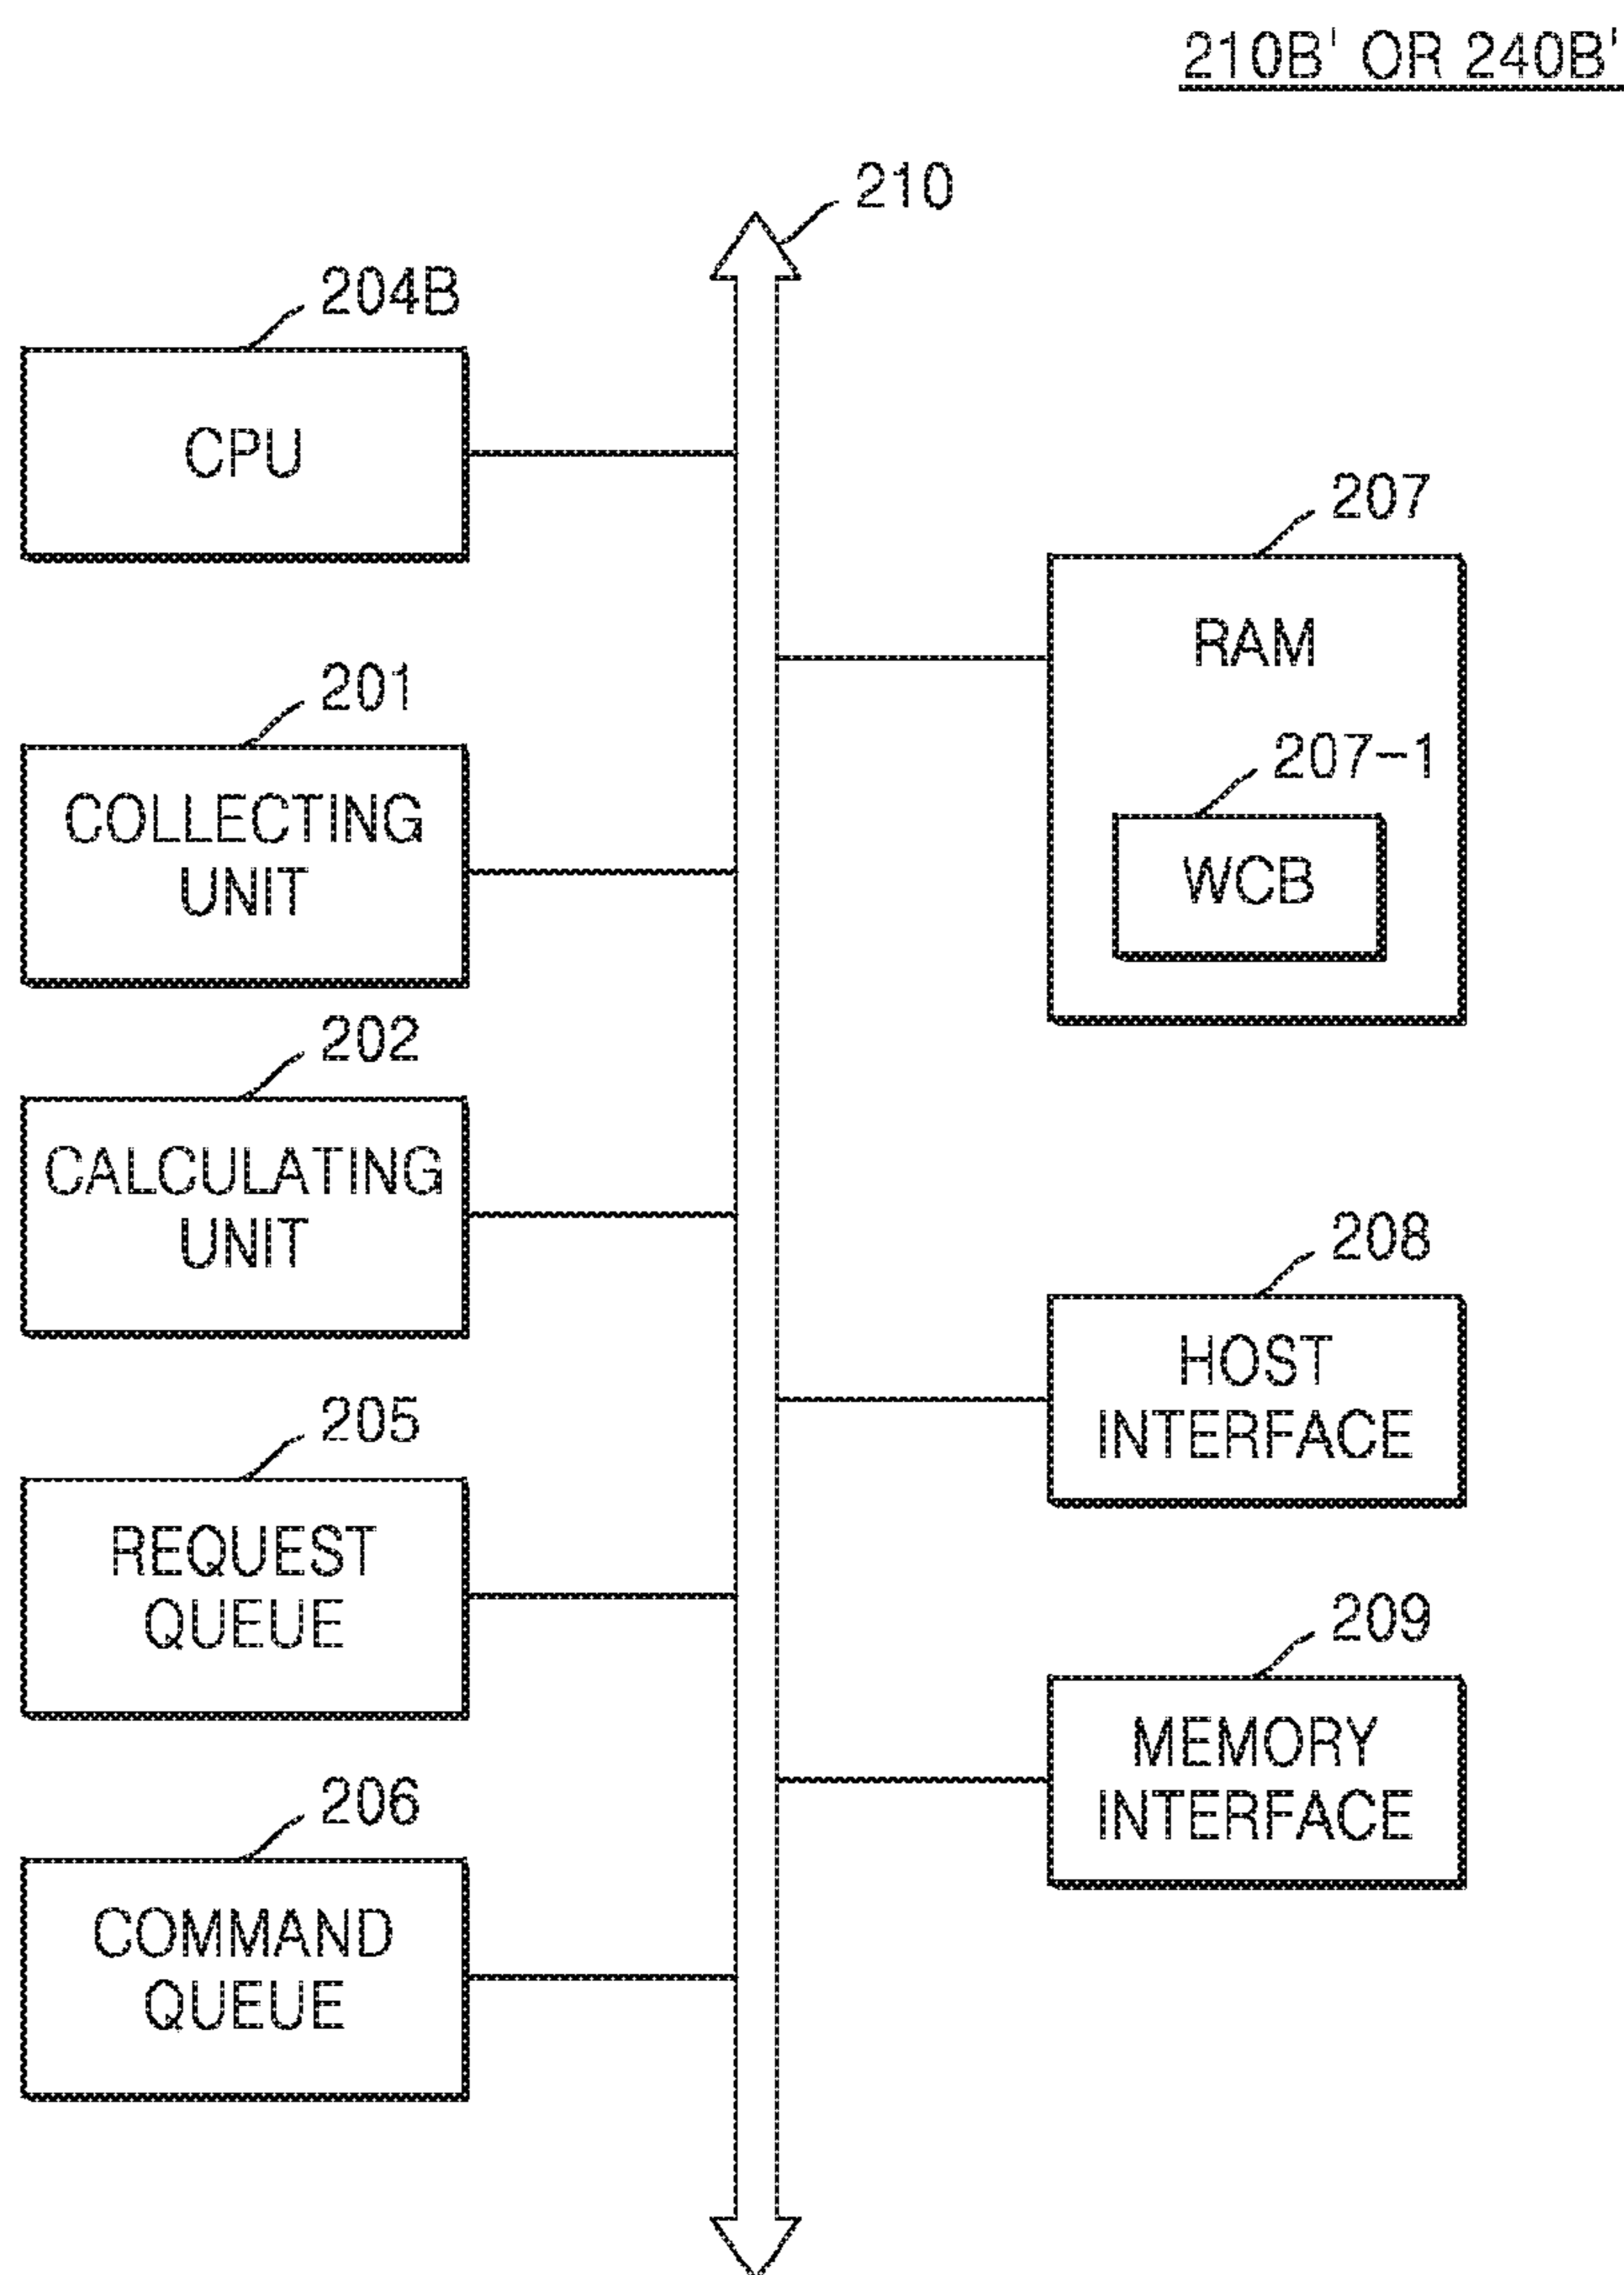 210B' OR 240B'
210
204B
CPU
207
RAM
201
COLLECTING
UNIT
207-1
WCB
202
CALCULATING
UNIT
208
HOST
INTERFACE
205
REQUEST
QUEUE
209
MEMORY
INTERFACE
206
COMMAND
QUEUE